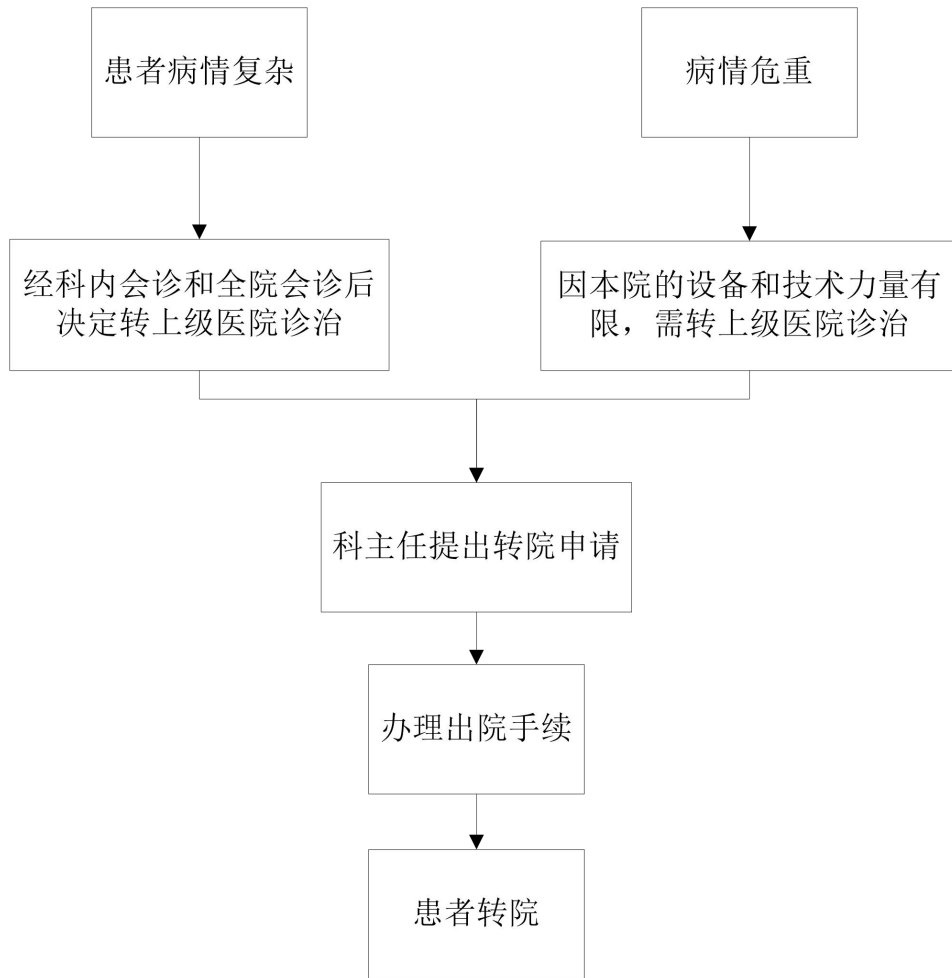 患者病情复杂
病情危重
经科内会诊和全院会诊后
决定转上级医院诊治
因本院的设备和技术力量有
限，需转上级医院诊治
科主任提出转院申请
办理出院手续
患者转院